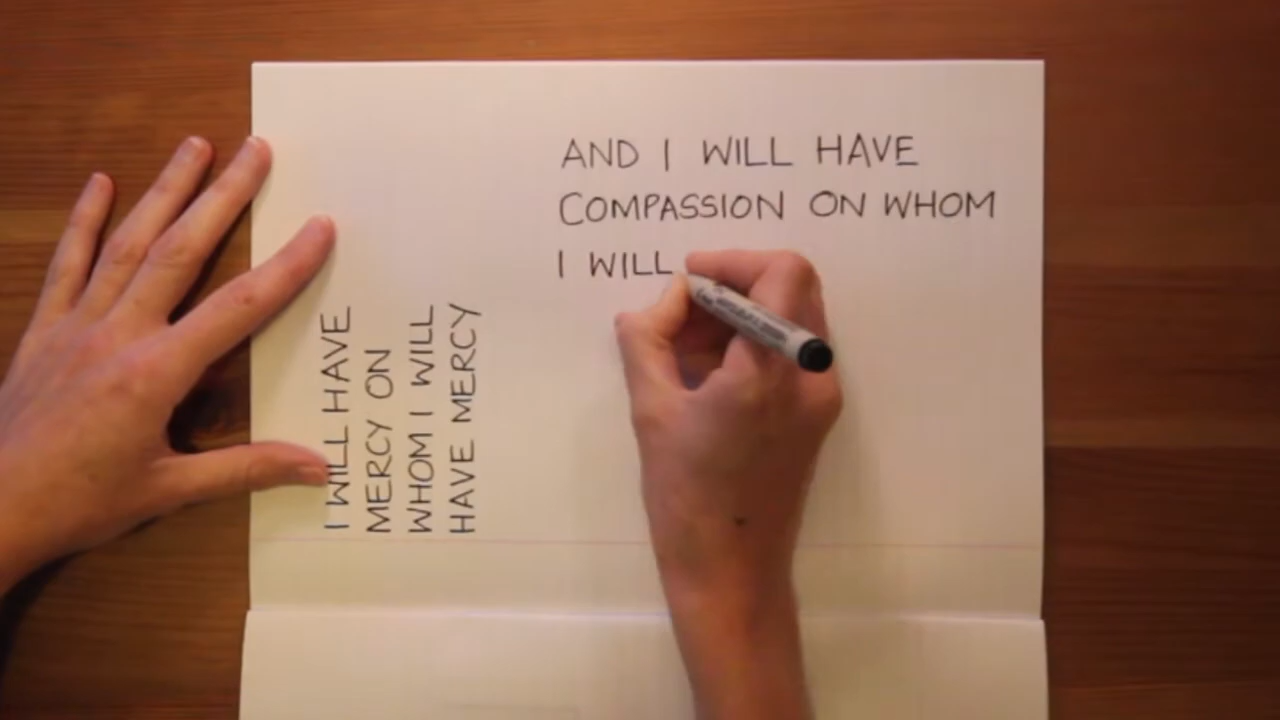 I WILL HAVE
MERCY ON
WHOM I WILL
HAVE MERCY
AND I WILL HAVE
COMPASSION ON WHOM
I WILL